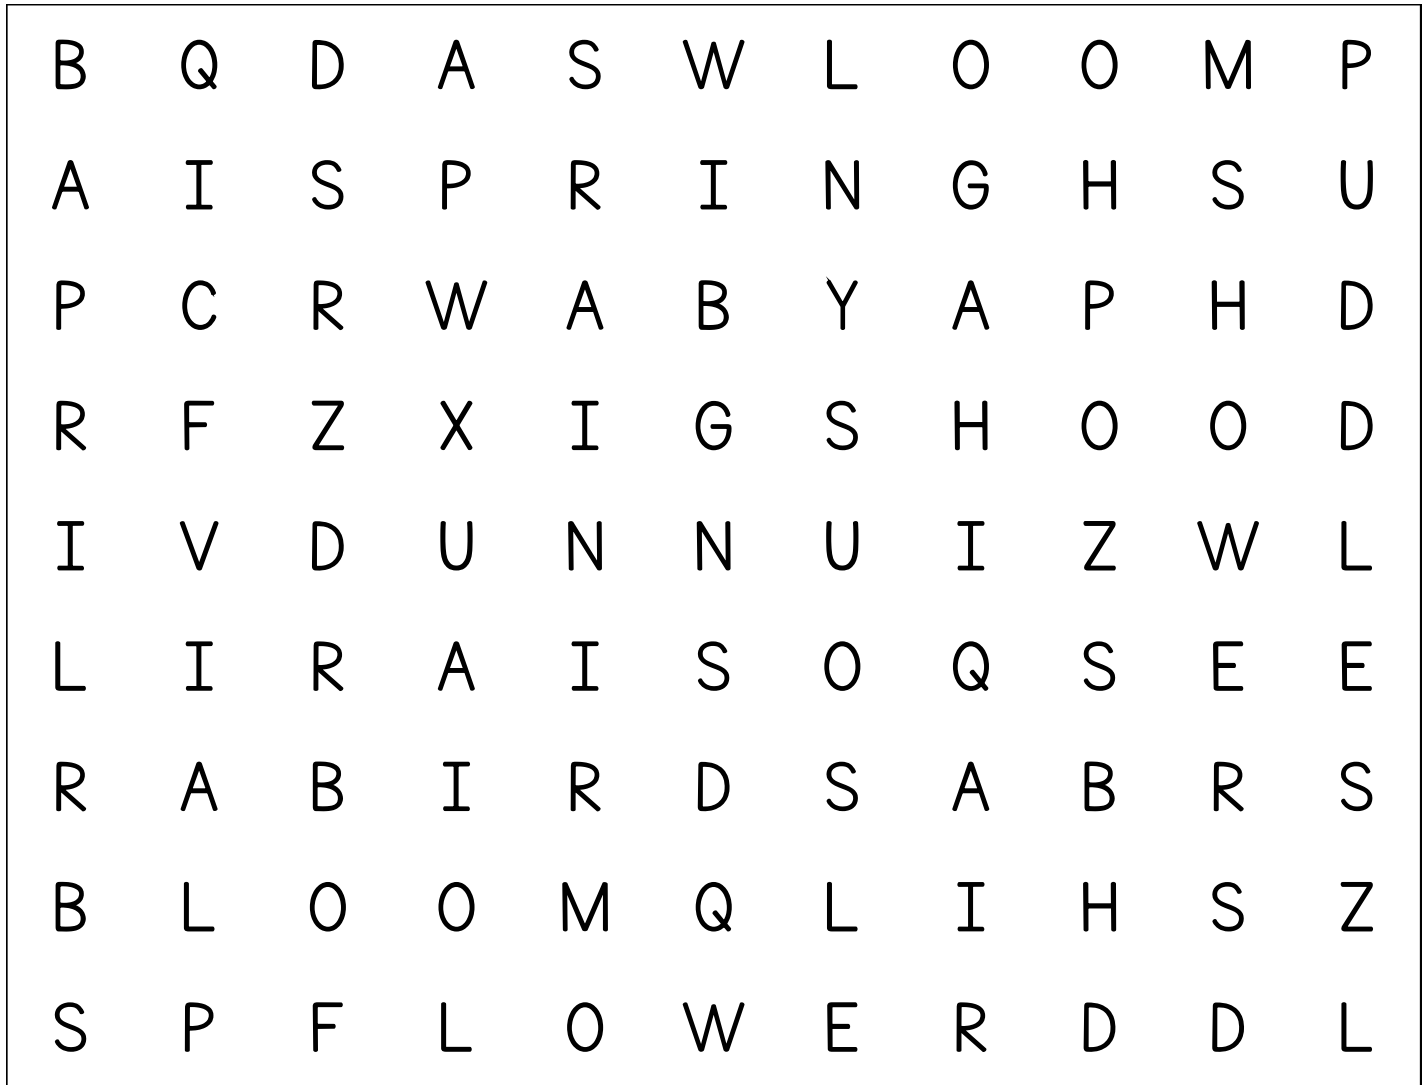 B Q D A S W L O O M P
A I S P R I N G H S U
P C R W A B Y A P H D
R F Z X I G S H O O D
I V D U N N U I Z W L
L I R A I S O Q S E E
R A B I R D S A B R S
B L O O M Q L I H S Z
S P F L O W E R D D L